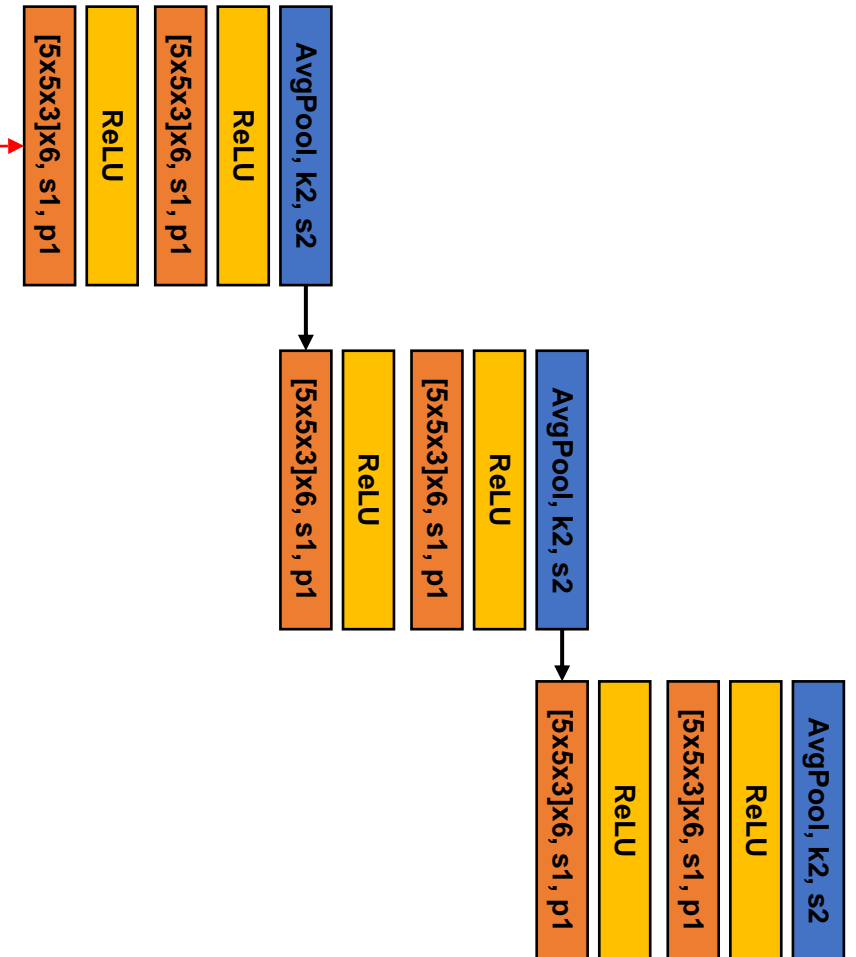 [5x5x3]x6, s1, p1
ReLU
[5x5x3]x6, s1, p1
ReLU
AvgPool, k2, s2
[5x5x3]x6, s1, p1
ReLU
[5x5x3]x6, s1, p1
ReLU
AvgPool, k2, s2
[5x5x3]x6, s1, p1
ReLU
[5x5x3]x6, s1, p1
ReLU
AvgPool, k2, s2